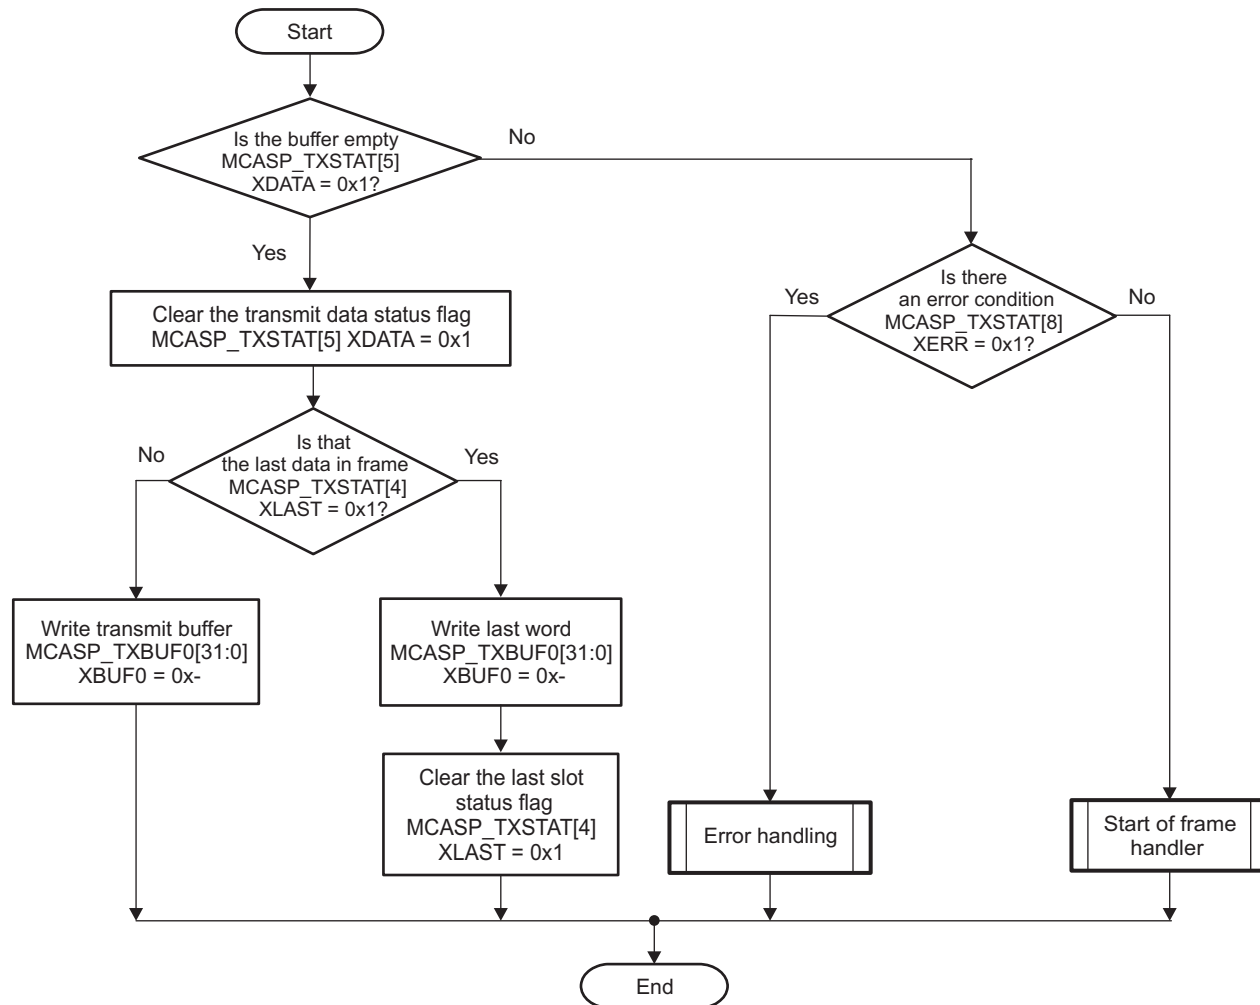 Start
Is the buffer empty
MCASP_TXSTAT[5]
XDATA = 0x1?
No
Yes
Clear the transmit data status flag
MCASP_TXSTAT[5] XDATA = 0x1
Is there
an error condition
MCASP_TXSTAT[8]
XERR = 0x1?
Yes
No
Is that
the last data in frame
MCASP_TXSTAT[4]
XLAST = 0x1?
No
Yes
Write transmit buffer
MCASP_TXBUF0[31:0]
XBUF0 = 0x-
Write last word
MCASP_TXBUF0[31:0]
XBUF0 = 0x-
Clear the last slot
status flag
MCASP_TXSTAT[4]
XLAST = 0x1
Error handling
Start of frame
handler
End